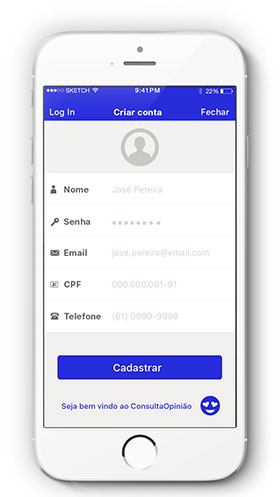 ●●●○○ SKETCH 9:41 PM 22%
Log In Criar conta Fechar
Nome José Pereira
Senha ●●●●●●●●
Email jose.pereira@email.com
CPF 000.000.001-91
Telefone (61) 9999-9999
Cadastrar
Seja bem vindo ao ConsultaOpinião